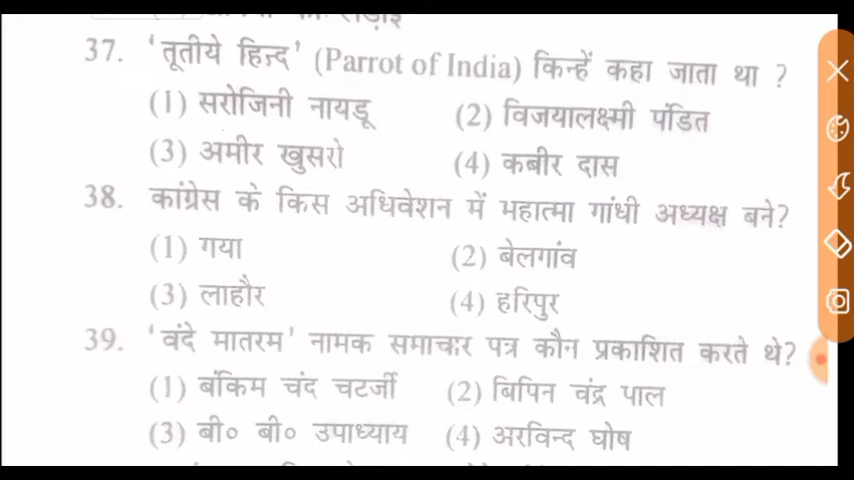 37. ‘तूतीये हिन्द’ (Parrot of India) किन्हें कहा जाता था ?
(1) सरोजिनी नायडू (2) विजयालक्ष्मी पंडित
(3) अमीर खुसरो (4) कबीर दास
38. कांग्रेस के किस अधिवेशन में महात्मा गांधी अध्यक्ष बने?
(1) गया (2) बेलगांव
(3) लाहौर (4) हरिपुर
39. ‘वंदे मातरम’ नामक समाचार पत्र कौन प्रकाशित करते थे?
(1) बंकिम चंद चटर्जी (2) बिपिन चंद्र पाल
(3) बी० बी० उपाध्याय (4) अरविन्द घोष